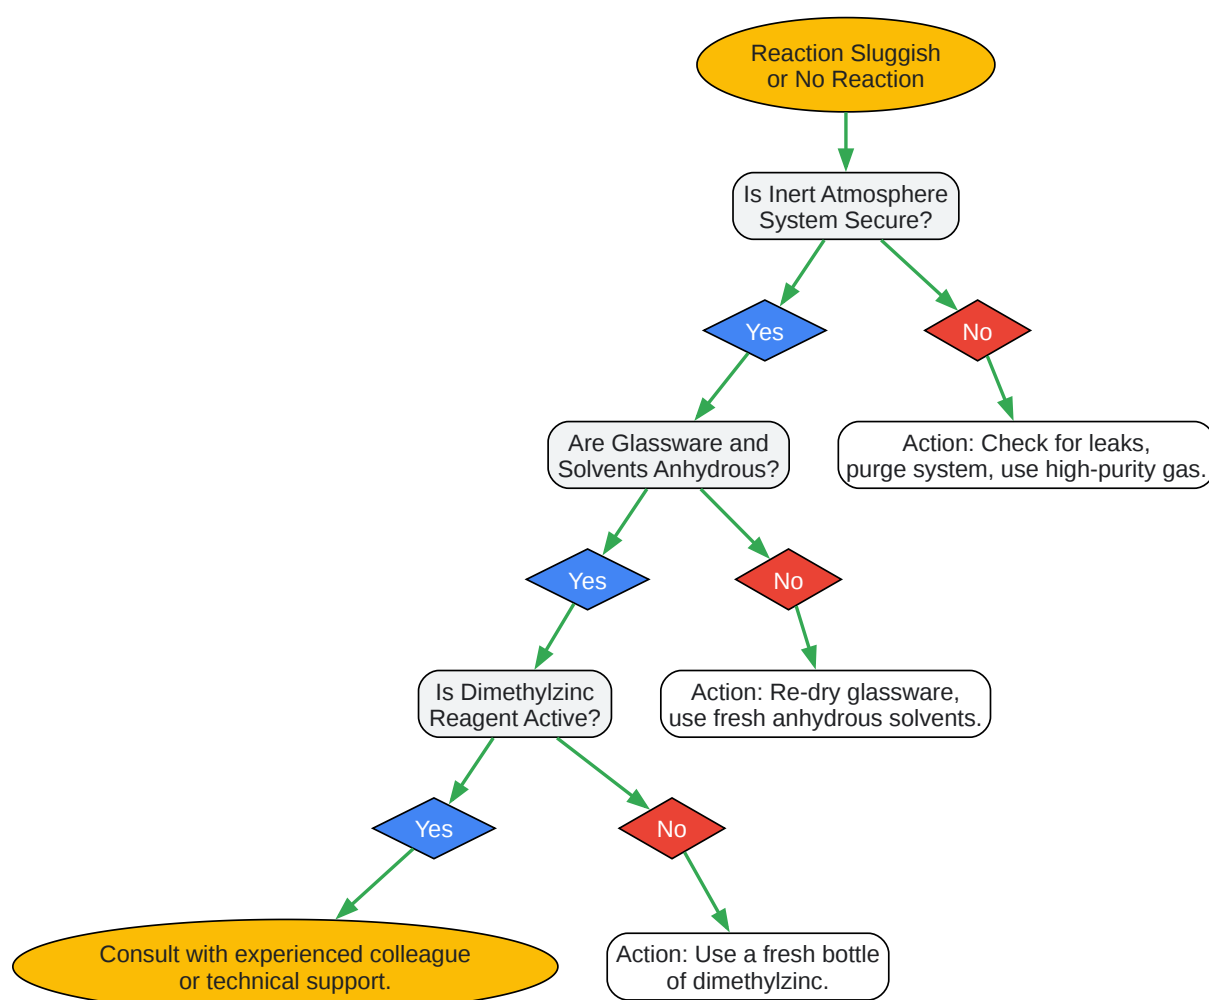 Reaction Sluggish
or No Reaction
Is Inert Atmosphere
System Secure?
Yes
No
Are Glassware and
Solvents Anhydrous?
Action: Check for leaks,
purge system, use high-purity gas.
Yes
No
Is Dimethylzinc
Reagent Active?
Action: Re-dry glassware,
use fresh anhydrous solvents.
Yes
No
Consult with experienced colleague
or technical support.
Action: Use a fresh bottle
of dimethylzinc.